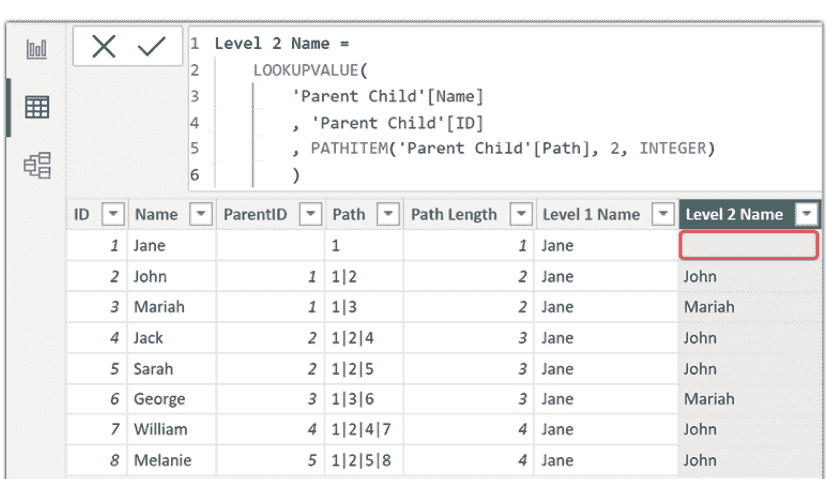 1 Level 2 Name =
2 LOOKUPVALUE(
3 'Parent Child'[Name]
4 , 'Parent Child'[ID]
5 , PATHITEM('Parent Child'[Path], 2, INTEGER)
6 )
ID Name ParentID Path Path Length Level 1 Name Level 2 Name
1 Jane 1 1 Jane
2 John 1 1|2 2 Jane John
3 Mariah 1 1|3 2 Jane Mariah
4 Jack 2 1|2|4 3 Jane John
5 Sarah 2 1|2|5 3 Jane John
6 George 3 1|3|6 3 Jane Mariah
7 William 4 1|2|4|7 4 Jane John
8 Melanie 5 1|2|5|8 4 Jane John